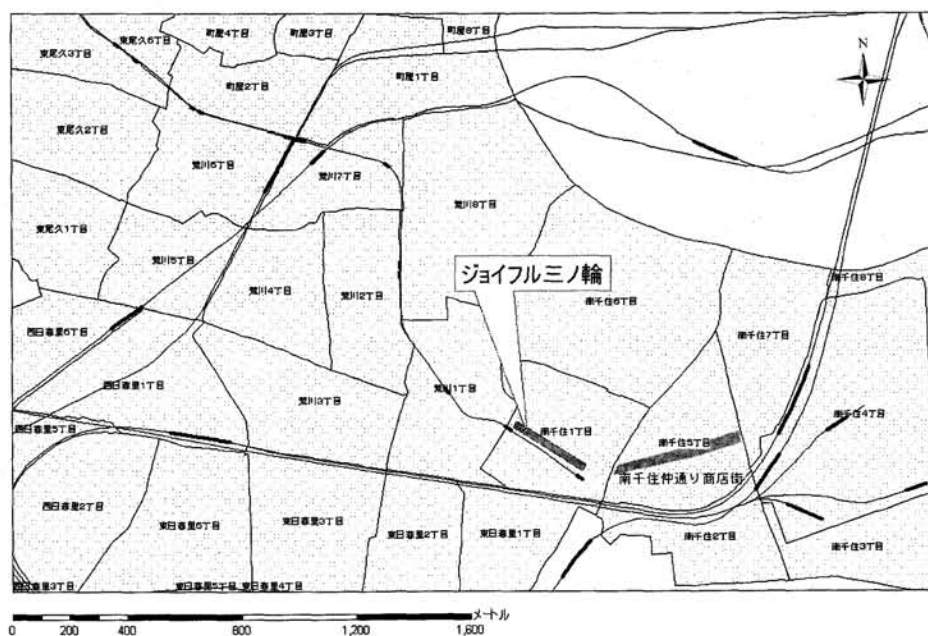 町屋4丁目
町屋3丁目
町屋8丁目
東尾久6丁目
東尾久3丁目
町屋2丁目
町屋1丁目
N
東尾久2丁目
荒川6丁目
荒川7丁目
荒川8丁目
東尾久1丁目
荒川5丁目
荒川4丁目
荒川2丁目
ジョイフル三ノ輪
南千住8丁目
南千住6丁目
南千住7丁目
西日暮里6丁目
西日暮里1丁目
荒川3丁目
荒川1丁目
南千住4丁目
西日暮里5丁目
南千住1丁目
南千住5丁目
南千住仲通り商店街
西日暮里2丁目
東日暮里6丁目
東日暮里3丁目
東日暮里2丁目
東日暮里1丁目
南千住2丁目
南千住3丁目
西日暮里3丁目
東日暮里5丁目
東日暮里4丁目
メートル
0 200 400 800 1,200 1,600